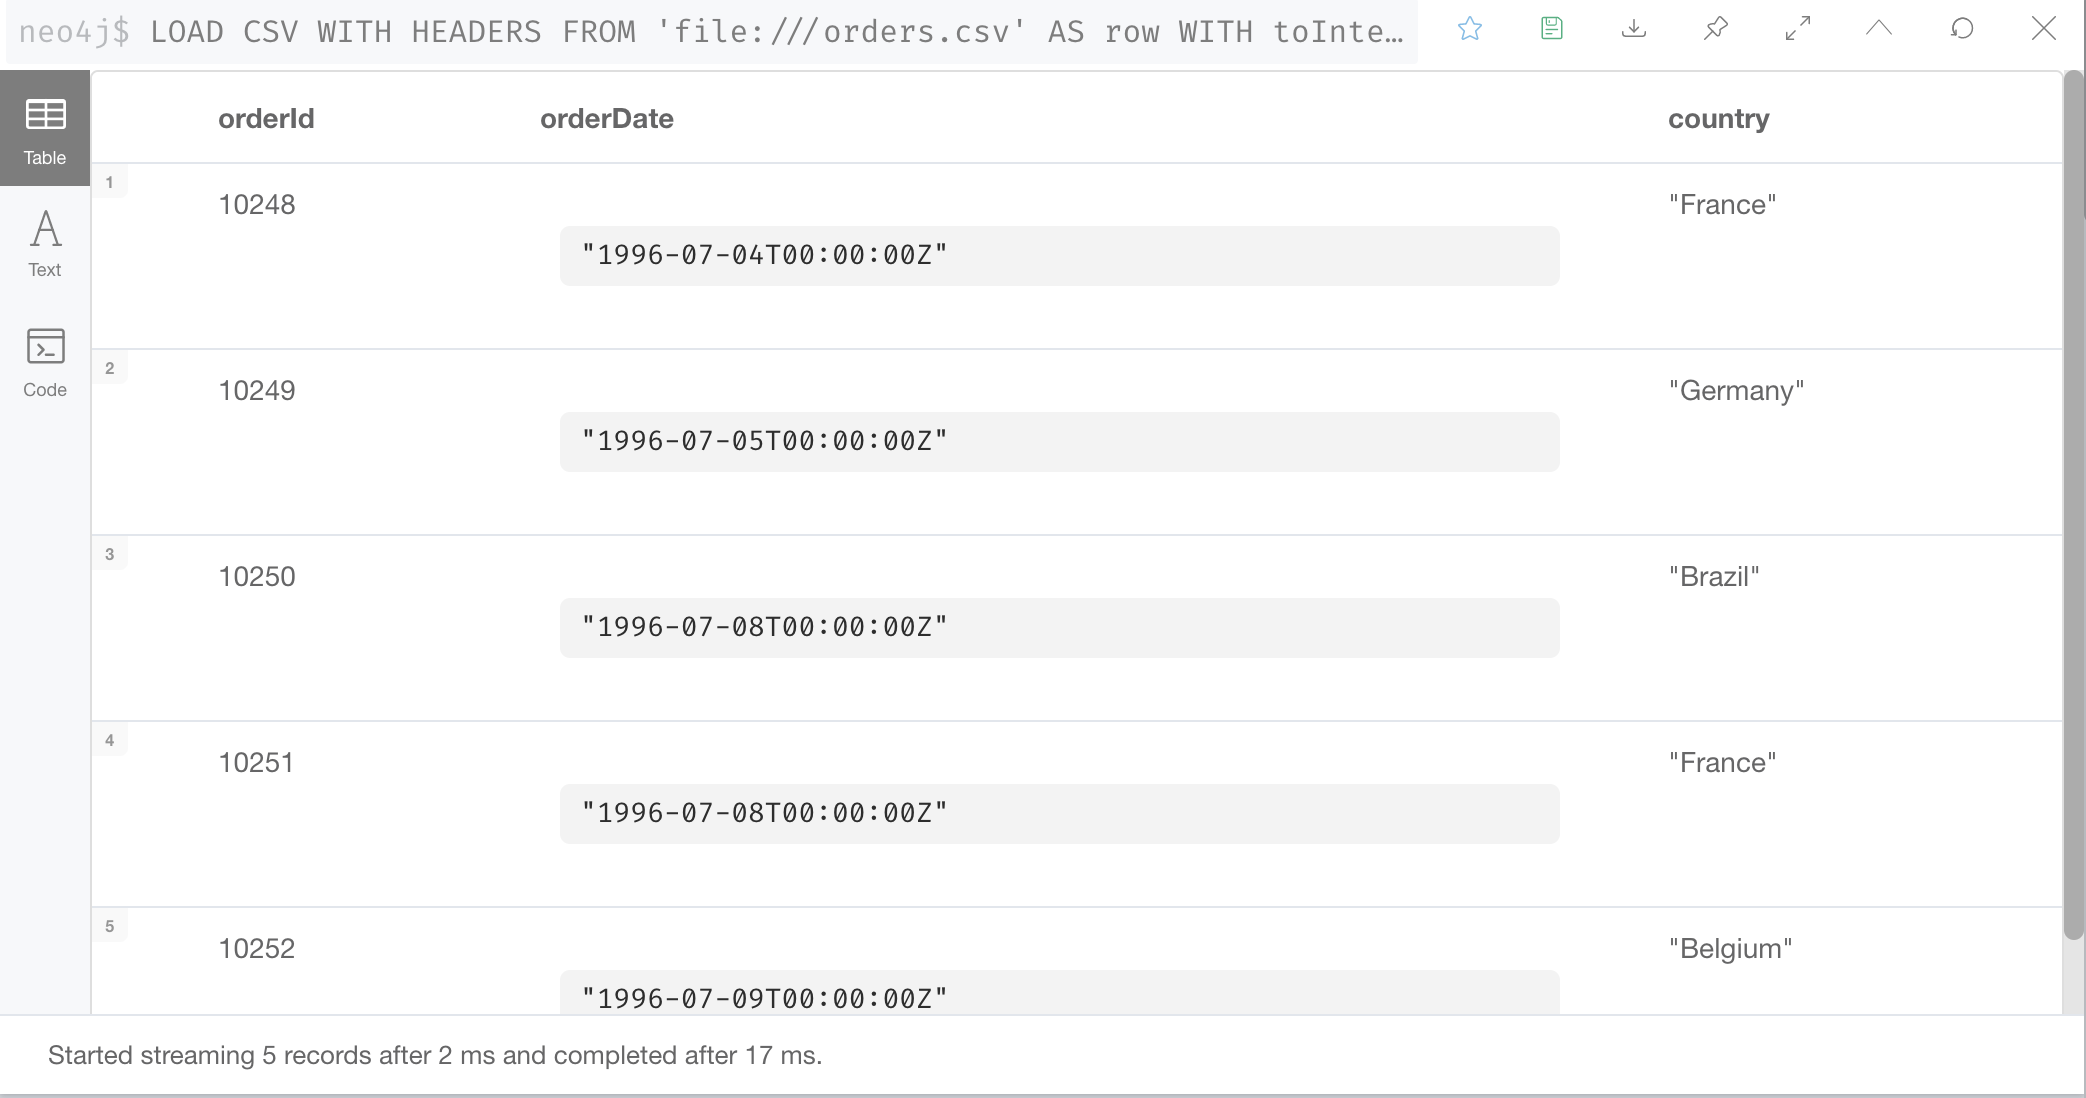 neo4j$ LOAD CSV WITH HEADERS FROM 'file:///orders.csv' AS row WITH toInte…
Table
Text
Code
orderId orderDate country
1 10248 "1996-07-04T00:00:00Z" "France"
2 10249 "1996-07-05T00:00:00Z" "Germany"
3 10250 "1996-07-08T00:00:00Z" "Brazil"
4 10251 "1996-07-08T00:00:00Z" "France"
5 10252 "1996-07-09T00:00:00Z" "Belgium"
Started streaming 5 records after 2 ms and completed after 17 ms.